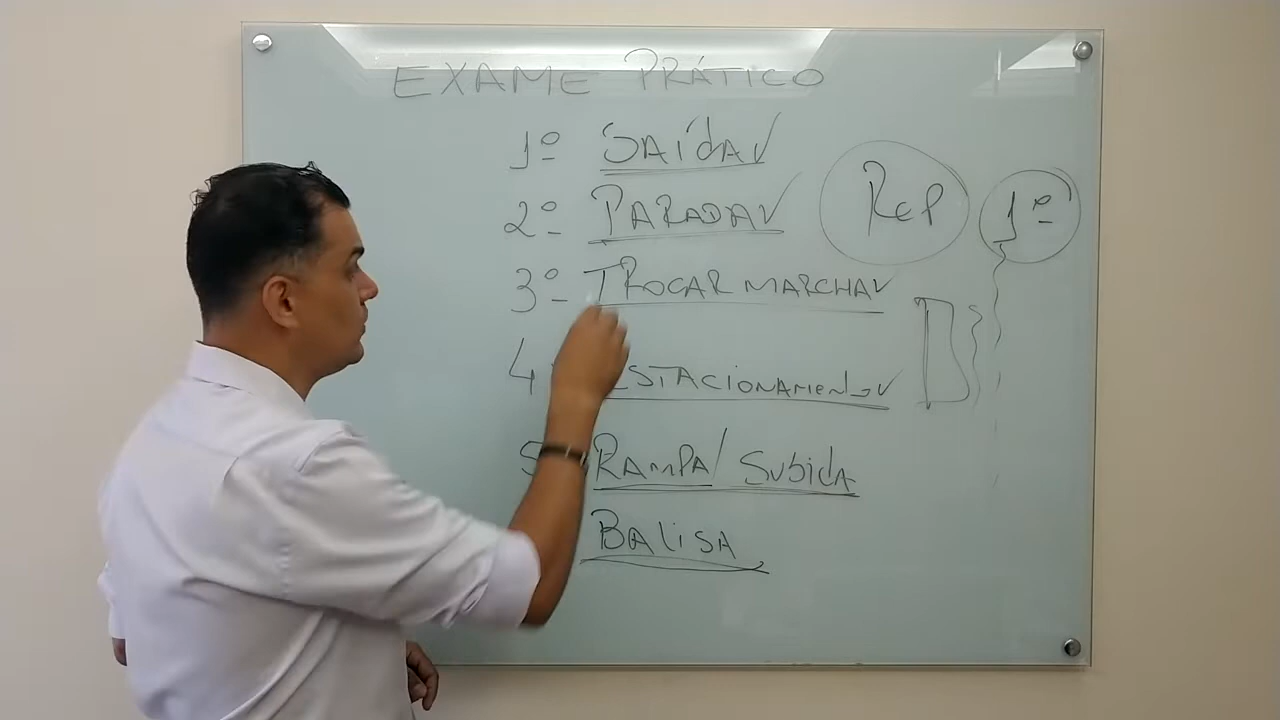 EXAME PRÁTICO
1º SAÍDA ✓
2º- PARADA ✓
REP
1º
3º- TROCAR MARCHA ✓
4 ESTACIONAMENTO ✓
5 RAMPA / SUBIDA
BALISA